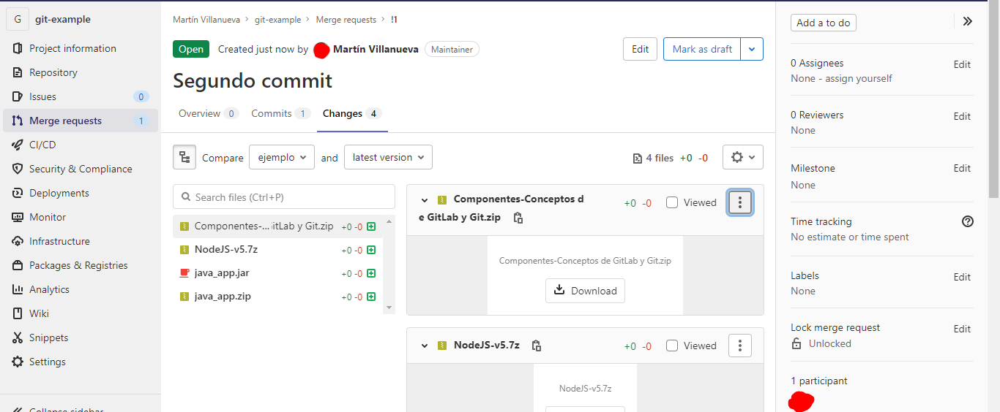 G git-example
Project information
Repository
Issues 0
Merge requests 1
CI/CD
Security & Compliance
Deployments
Monitor
Infrastructure
Packages & Registries
Analytics
Wiki
Snippets
Settings
Collapse sidebar
Martín Villanueva > git-example > Merge requests > !1
Open Created just now by Martín Villanueva Maintainer
Edit Mark as draft
Segundo commit
Overview 0 Commits 1 Changes 4
Compare ejemplo and latest version
4 files +0 -0
Search files (Ctrl+P)
Componentes-...iitLab y Git.zip +0 -0
NodeJS-v5.7z +0 -0
java_app.jar +0 -0
java_app.zip +0 -0
Componentes-Conceptos d
e GitLab y Git.zip
+0 -0 Viewed
Componentes-Conceptos de GitLab y Git.zip
Download
NodeJS-v5.7z +0 -0 Viewed
NodeJS-v5.7z
Add a to do
0 Assignees Edit
None - assign yourself
0 Reviewers Edit
None
Milestone Edit
None
Time tracking
No estimate or time spent
Labels Edit
None
Lock merge request Edit
Unlocked
1 participant